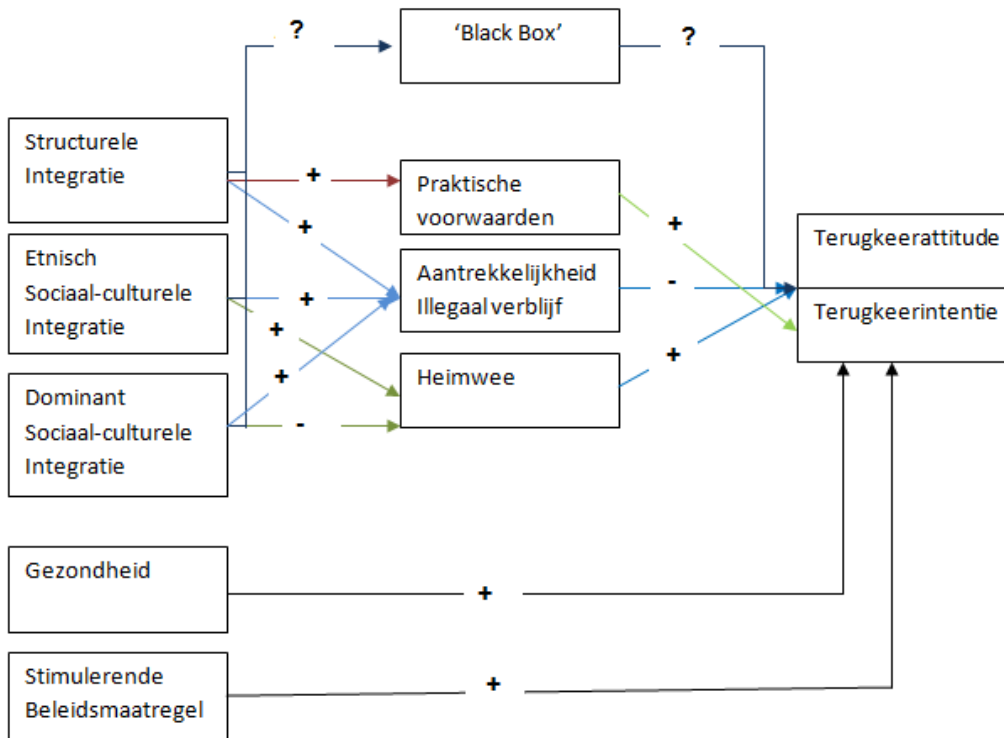 ?
‘Black Box’
?
Structurele
Integratie
+
Praktische
voorwaarden
+
+
Terugkeerattitude
Etnisch
Sociaal-culturele
Integratie
+
Aantrekkelijkheid
Illegaal verblijf
-
Terugkeerintentie
+
+
Heimwee
+
Dominant
Sociaal-culturele
Integratie
-
Gezondheid
+
Stimulerende
Beleidsmaatregel
+